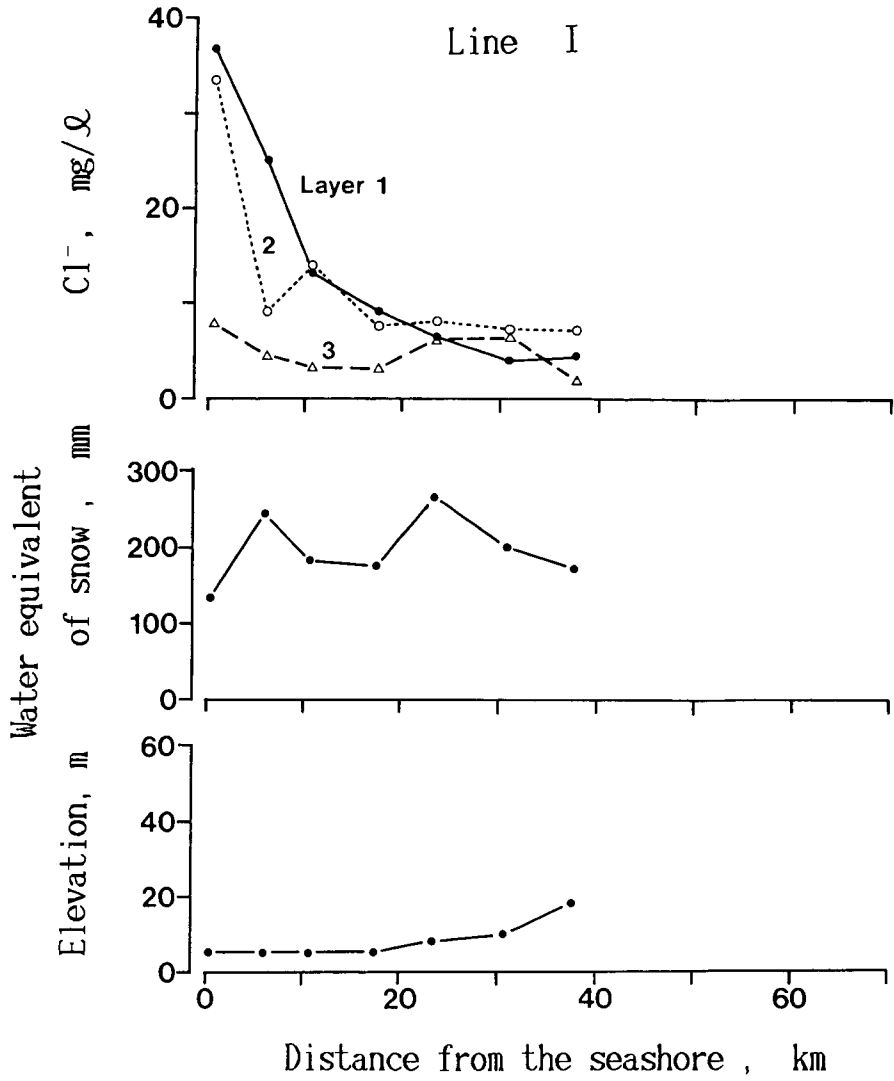 Line I
40
20
0
Cl⁻, mg/ℓ
Layer 1
2
3
Water equivalent
of snow, mm
300
200
100
0
Elevation, m
60
40
20
0
0 20 40 60
Distance from the seashore, km